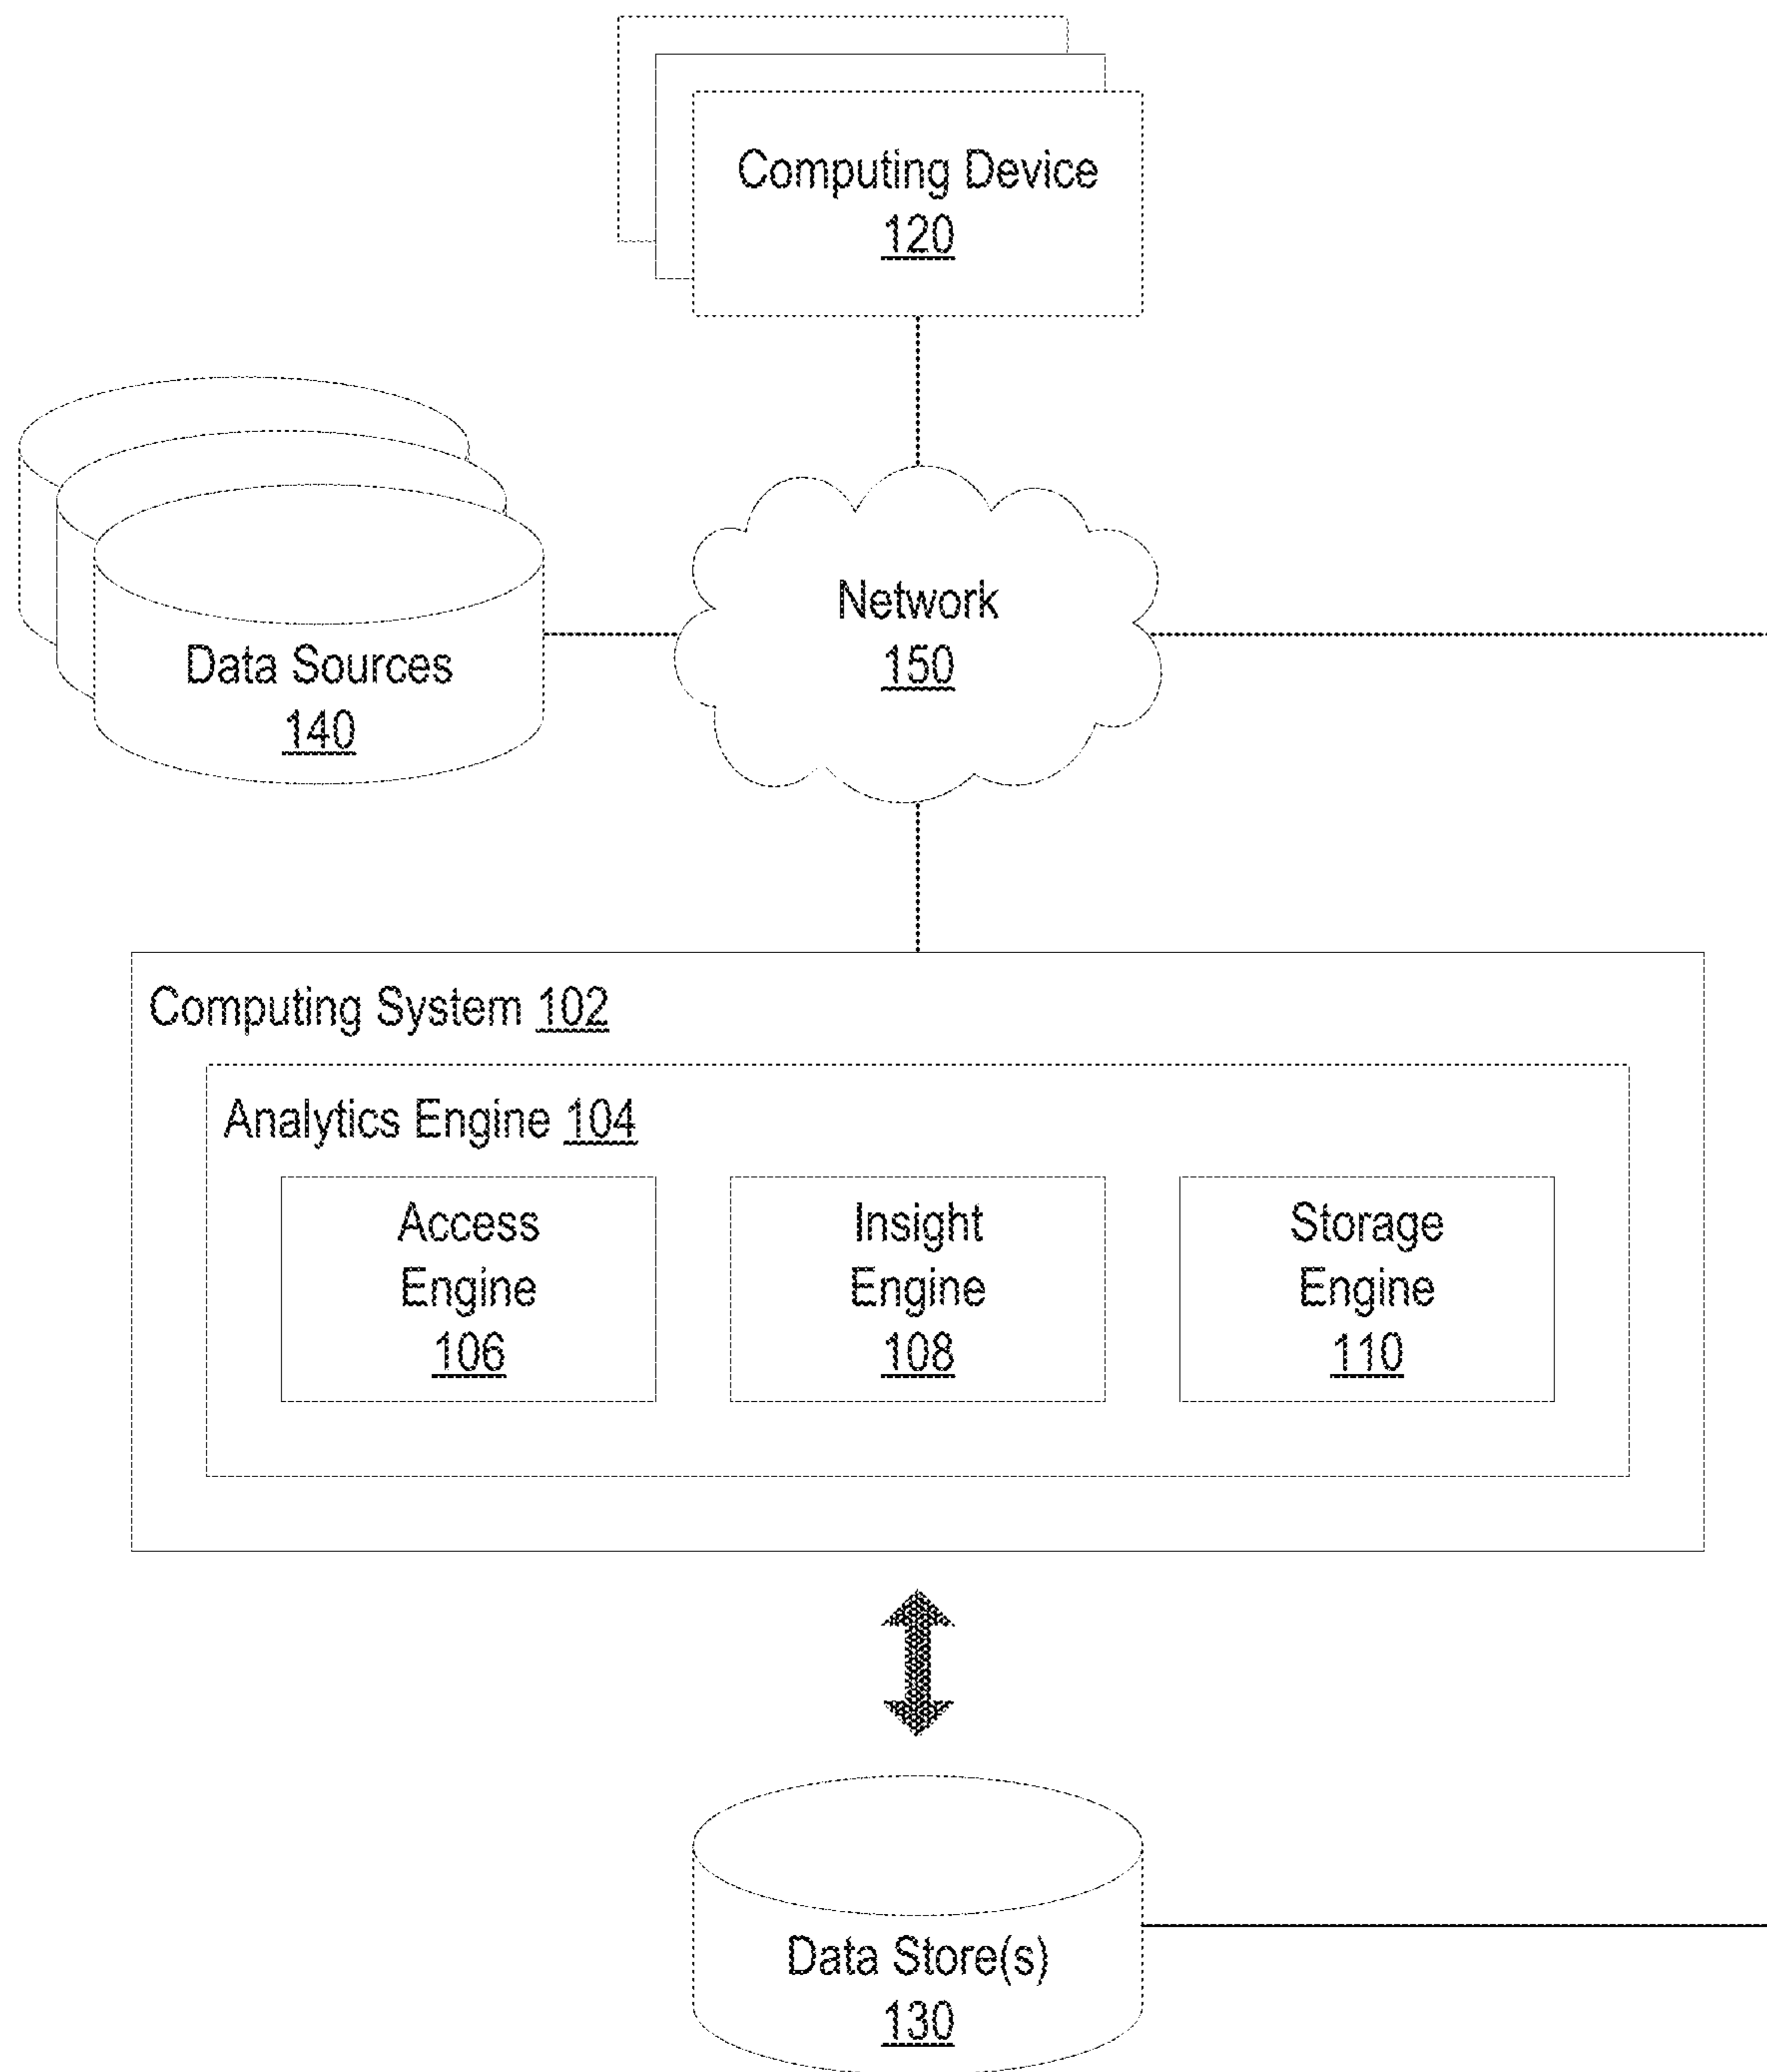 Computing Device
120
Network
150
Data Sources
140
Computing System 102
Analytics Engine 104
Access
Engine
106
Insight
Engine
108
Storage
Engine
110
Data Store(s)
130